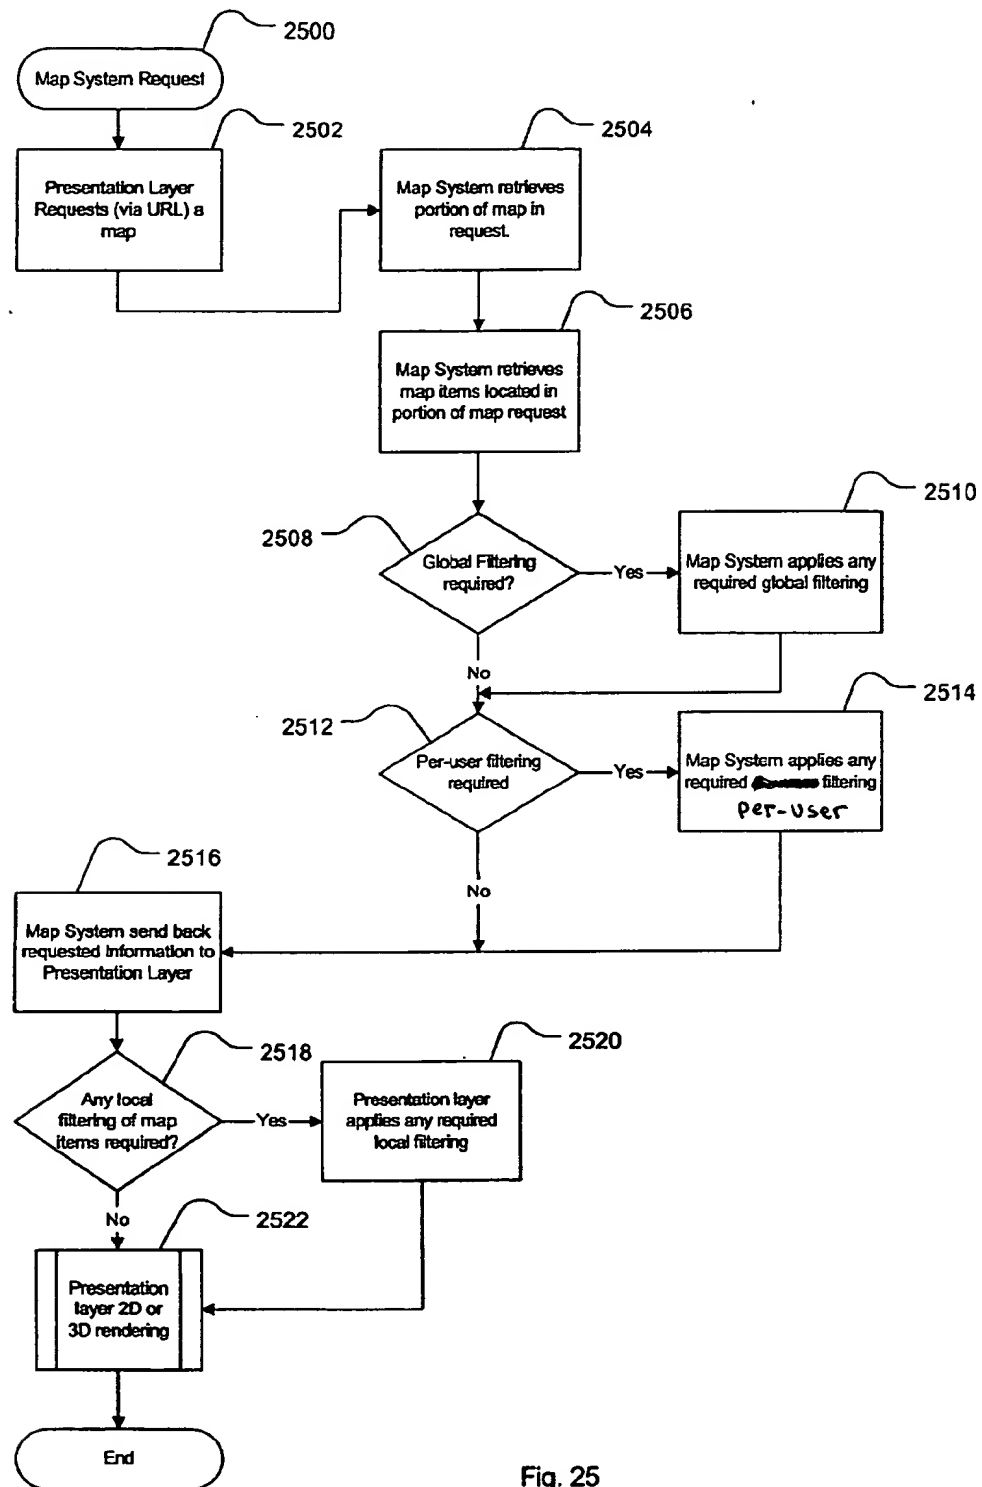 2500
Map System Request
2502
Presentation Layer
Requests (via URL) a
map
2504
Map System retrieves
portion of map in
request.
2506
Map System retrieves
map items located in
portion of map request
2508
Global Filtering
required?
Yes
2510
Map System applies any
required global filtering
No
2512
Per-user filtering
required
Yes
2514
Map System applies any
required filtering
per-user
No
2516
Map System send back
requested information to
Presentation Layer
2518
Any local
filtering of map
items required?
Yes
2520
Presentation layer
applies any required
local filtering
No
2522
Presentation
layer 2D or
3D rendering
End
Fig. 25